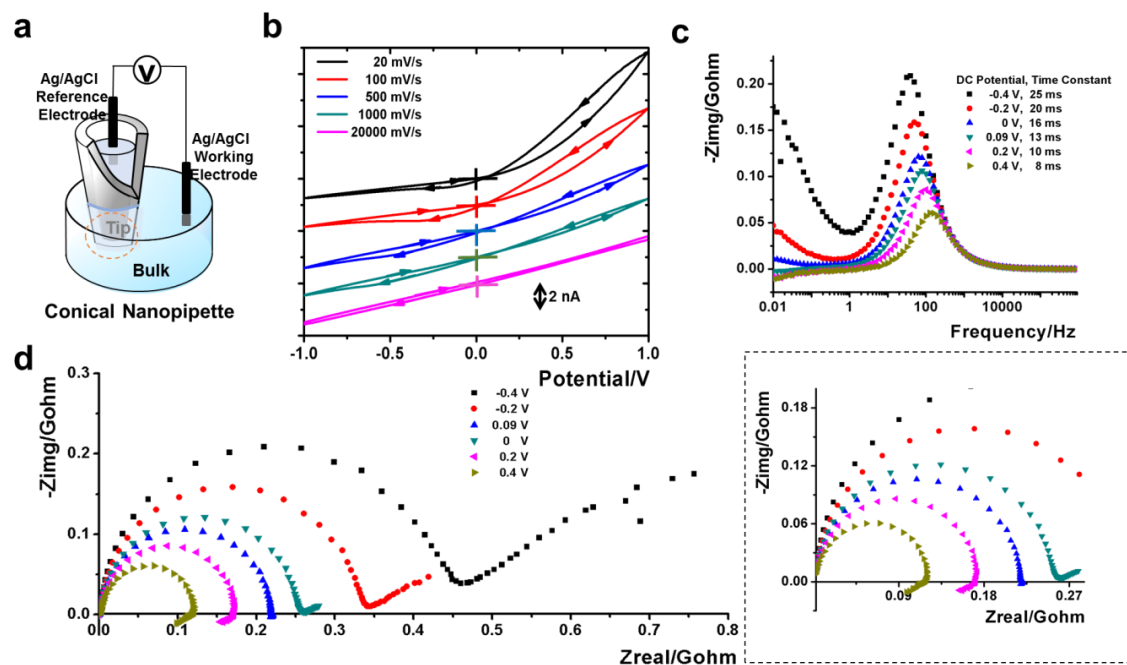 a
Ag/AgCl
Reference
Electrode
V
Ag/AgCl
Working
Electrode
Tip
Bulk
Conical Nanopipette
b
20 mV/s
100 mV/s
500 mV/s
1000 mV/s
20000 mV/s
2 nA
-1.0
-0.5
0.0
0.5
1.0
Potential/V
c
-Zimg/Gohm
0.20
0.15
0.10
0.05
0.00
DC Potential, Time Constant
-0.4 V, 25 ms
-0.2 V, 20 ms
0 V, 16 ms
0.09 V, 13 ms
0.2 V, 10 ms
0.4 V, 8 ms
0.01
1
100
10000
Frequency/Hz
d
-Zimg/Gohm
0.3
0.2
0.1
0.0
-0.4 V
-0.2 V
0.09 V
0 V
0.2 V
0.4 V
0.0
0.1
0.2
0.3
0.4
0.5
0.6
0.7
0.8
Zreal/Gohm
-Zimg/Gohm
0.18
0.12
0.06
0.00
0.09
0.18
0.27
Zreal/Gohm